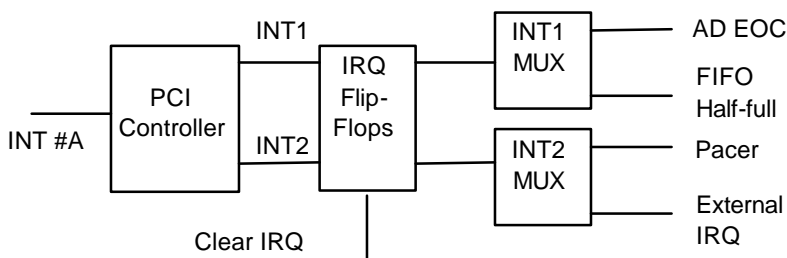 INT #A
PCI
Controller
INT1
INT2
IRQ
Flip-
Flops
Clear IRQ
INT1
MUX
INT2
MUX
AD EOC
FIFO
Half-full
Pacer
External
IRQ